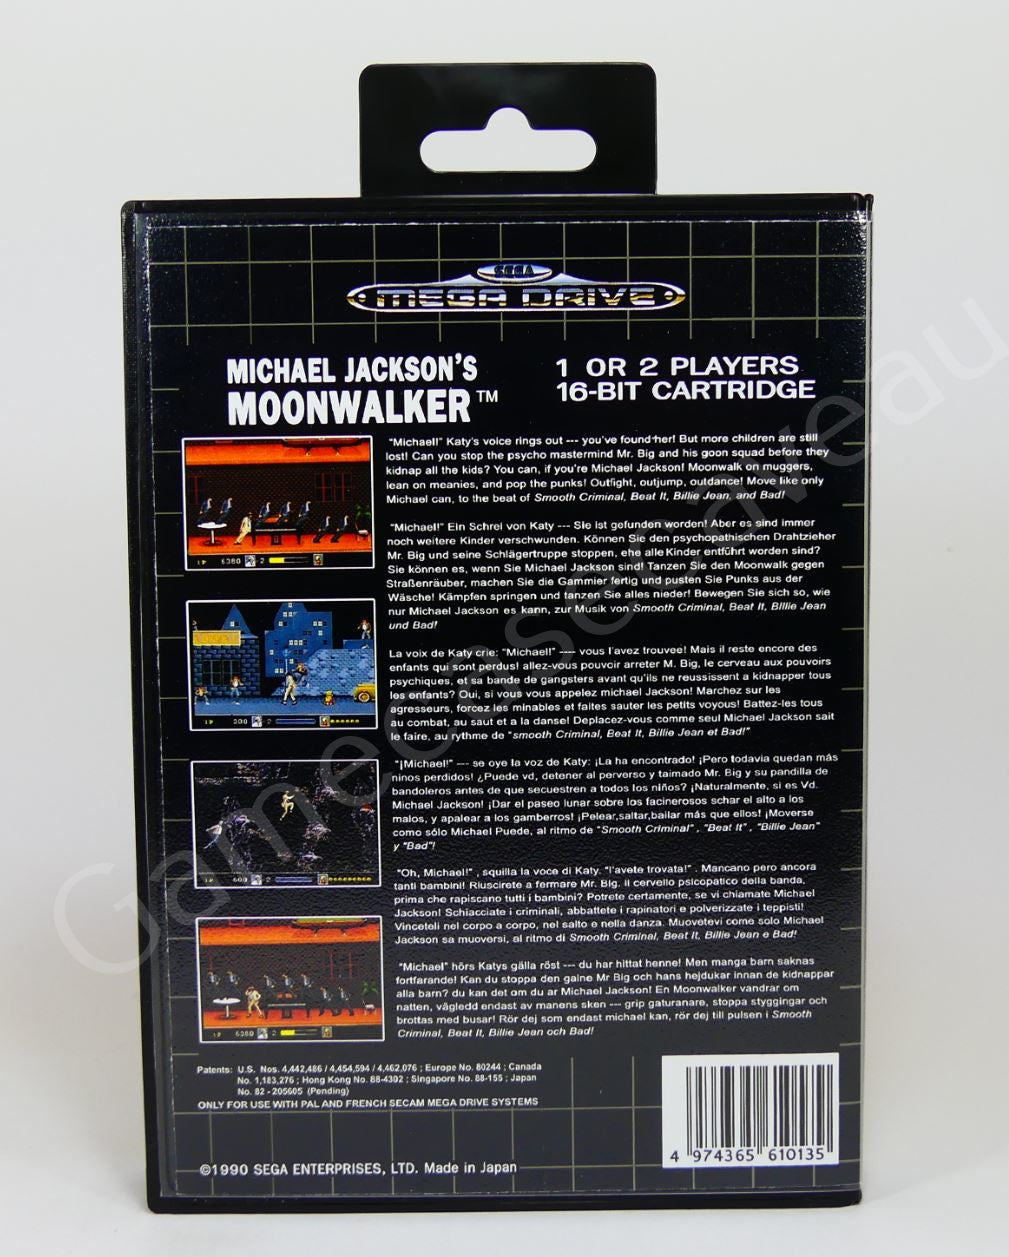 SEGA
MEGA DRIVE
MICHAEL JACKSON'S
MOONWALKER™
1 OR 2 PLAYERS
16-BIT CARTRIDGE
"Michael!" Katy's voice rings out --- you've found her! But more children are still
lost! Can you stop the psycho mastermind Mr. Big and his goon squad before they
kidnap all the kids? You can, if you're Michael Jackson! Moonwalk on muggers,
lean on meanies, and pop the punks! Outfight, outjump, outdance! Move like only
Michael can, to the beat of Smooth Criminal, Beat It, Billie Jean, and Bad!
"Michael!" Ein Schrei von Katy --- Sie ist gefunden worden! Aber es sind immer
noch weitere Kinder verschwunden. Können Sie den psychopathischen Drahtzieher
Mr. Big und seine Schlägertruppe stoppen, ehe alle Kinder entführt worden sind?
Sie können es, wenn Sie Michael Jackson sind! Tanzen Sie den Moonwalk gegen
Straßenräuber, machen Sie die Gammier fertig und pusten Sie Punks aus der
Wäsche! Kämpfen springen und tanzer Sie alles nieder! Bewegen Sie sich so, wie
nur Michael Jackson es kann, zur Musik von Smooth Criminal, Beat It, Billie Jean
und Bad!
La voix de Katy crie: "Michael!" ---- vous l'avez trouvee! Mais il reste encore des
enfants qui sont perdus! allez-vous pouvoir arreter M. Big, le cerveau aux pouvoirs
psychiques, et sa bande de gangsters avant qu'ils ne reussissent a kidnapper tous
les enfants? Oui, si vous vous appelez michael Jackson! Marchez sur les
agresseurs, forcez les minables et faites sauter les petits voyous! Battez-les tous
au combat, au saut et a la danse! Deplacez-vous comme seul Michael Jackson sait
le faire, au rythme de "smooth Criminal, Beat It, Billie Jean et Bad!"
"¡Michael!" --- se oye la voz de Katy: ¡La ha encontrado! ¡Pero todavia quedan más
ninos perdidos! ¿Puede vd, detener al perverso y taimado Mr. Big y su pandilla de
bandoleros antes de que secuestren a todos los niños? ¡Naturalmente, si es Vd.
Michael Jackson! ¡Dar el paseo lunar sobre los facinerosos schar el alto a los
malos, y apalear a los gamberros! ¡Pelear,saltar,bailar más que ellos! ¡Moverse
como sólo Michael Puede, al ritmo de "Smooth Criminal" , "Beat It" , "Billie Jean"
y "Bad"!
"Oh, Michael!" , squilla la voce di Katy. "l'avete trovata!" . Mancano pero ancora
tanti bambini! Riuscirete a fermare Mr. Big. il cervello psicopatico della banda,
prima che rapiscano tutti i bambini? Potrete certamente, se vi chiamate Michael
Jackson! Schiacciate i criminali, abbattete i rapinatori e polverizzate i teppisti!
Vinceteli nel corpo a corpo, nel salto e nella danza. Muovetevi come solo Michael
Jackson sa muoversi, al ritmo di Smooth Criminal, Beat It, Billie Jean e Bad!
"Michael" hörs Katys gälla röst --- du har hittat henne! Men manga barn saknas
fortfarande! Kan du stoppa den galne Mr Big och hans hejdukar innan de kidnappar
alla barn? du kan det om du ar Michael Jackson! En Moonwalker vandrar om
natten, vägledd endast av manens sken --- grip gaturanare, stoppa styggingar och
brottas med busar! Rör dej som endast michael kan, rör dej till pulsen i Smooth
Criminal, Beat It, Billie Jean och Bad!
1P 6380 2
1P 200 2
1P 600 2
1P 6380 2
Patents: U.S. Nos. 4,442,486 / 4,454,594 / 4,462,076 ; Europe No. 80244 ; Canada
No. 1,183,276 ; Hong Kong No. 88-4302 ; Singapore No. 88-155 ; Japan
No. 82 - 205605 (Pending)
ONLY FOR USE WITH PAL AND FRENCH SECAM MEGA DRIVE SYSTEMS
©1990 SEGA ENTERPRISES, LTD. Made in Japan
4 974365 610135
Gamecasecaveau